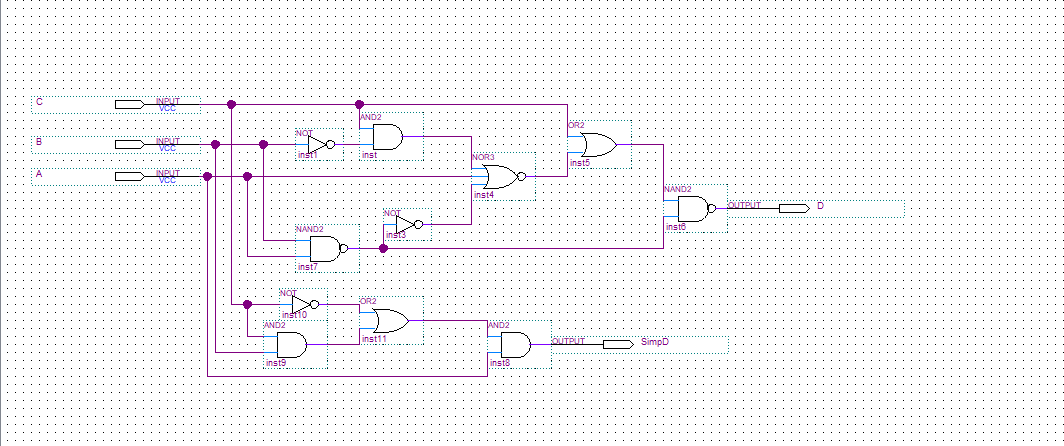 C
INPUT
VCC
AND2
OR2
NOT
B
INPUT
VCC
inst1
inst
NOR3
inst5
A
INPUT
VCC
NAND2
inst4
OUTPUT
D
NOT
NAND2
inst3
inst6
inst7
NOT
OR2
inst10
AND2
AND2
inst11
OUTPUT
SimpD
inst9
inst8